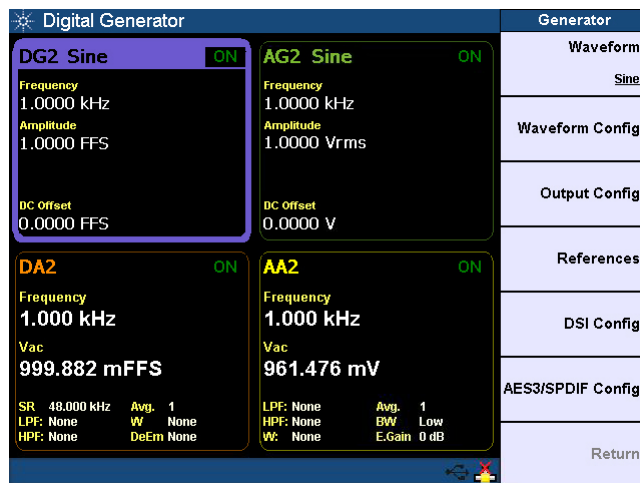 Digital Generator
DG2 Sine ON
Frequency
1.0000 kHz
Amplitude
1.0000 FFS
DC Offset
0.0000 FFS
AG2 Sine ON
Frequency
1.0000 kHz
Amplitude
1.0000 Vrms
DC Offset
0.0000 V
DA2 ON
Frequency
1.000 kHz
Vac
999.882 mFFS
SR 48.000 kHz Avg. 1
LPF: None W None
HPF: None DeEm None
AA2 ON
Frequency
1.000 kHz
Vac
961.476 mV
LPF: None Avg. 1
HPF: None BW Low
W: None E.Gain 0 dB
Generator
Waveform
Sine
Waveform Config
Output Config
References
DSI Config
AES3/SPDIF Config
Return